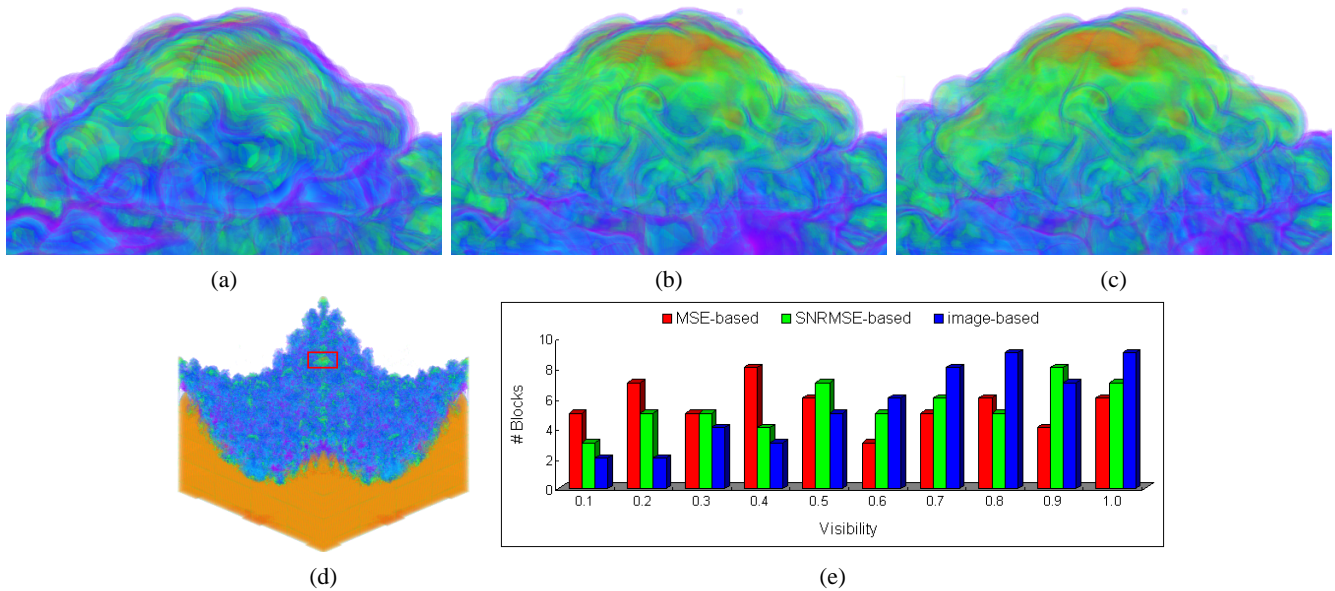 (a) (b) (c)
MSE-based SNRMSE-based image-based
10
8
6
4
2
0
# Blocks
0.1 0.2 0.3 0.4 0.5 0.6 0.7 0.8 0.9 1.0
Visibility
(d) (e)